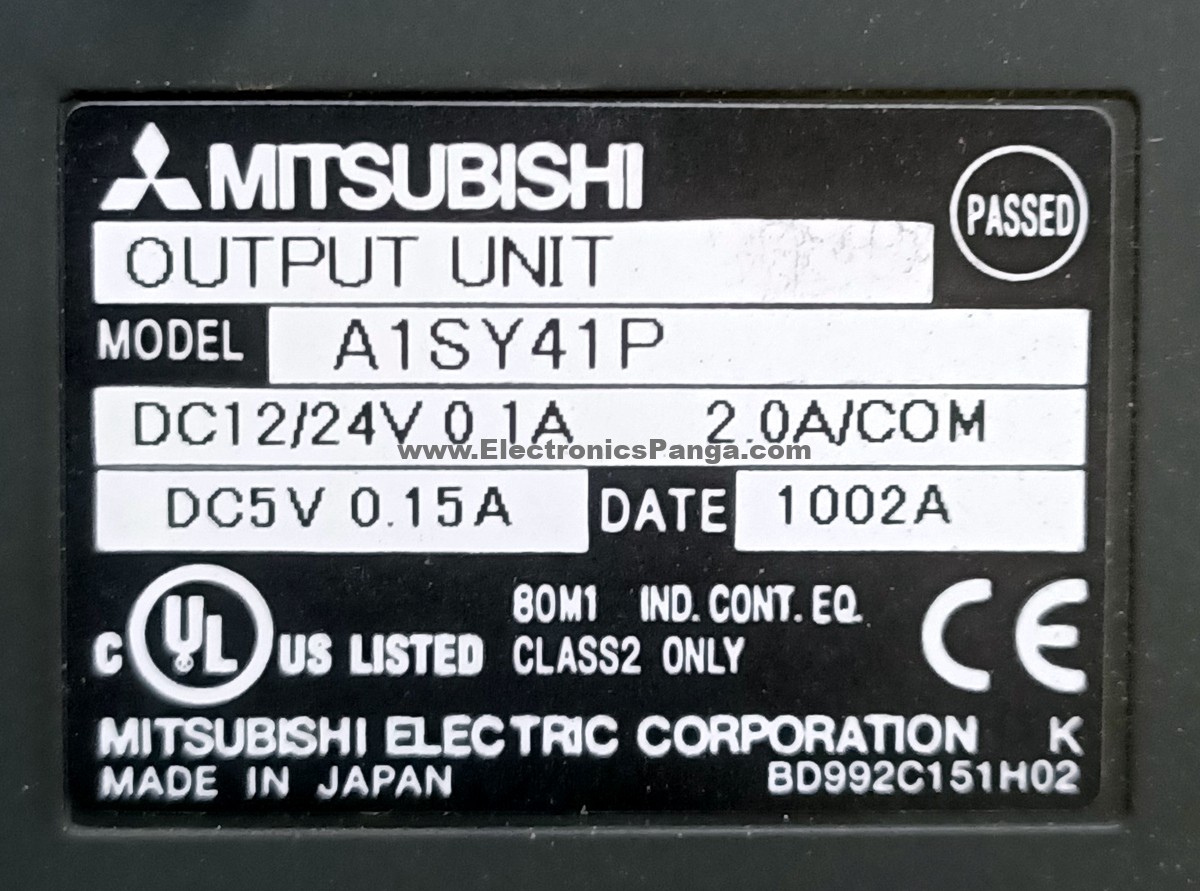 MITSUBISHI
PASSED
OUTPUT UNIT
MODEL A1SY41P
DC12/24V 0.1A 2.0A/COM
www.ElectronicsPanga.com
DC5V 0.15A DATE 1002A
C UL US LISTED 80M1 IND. CONT. EQ.
CLASS2 ONLY
CE
MITSUBISHI ELECTRIC CORPORATION K
MADE IN JAPAN BD992C151H02